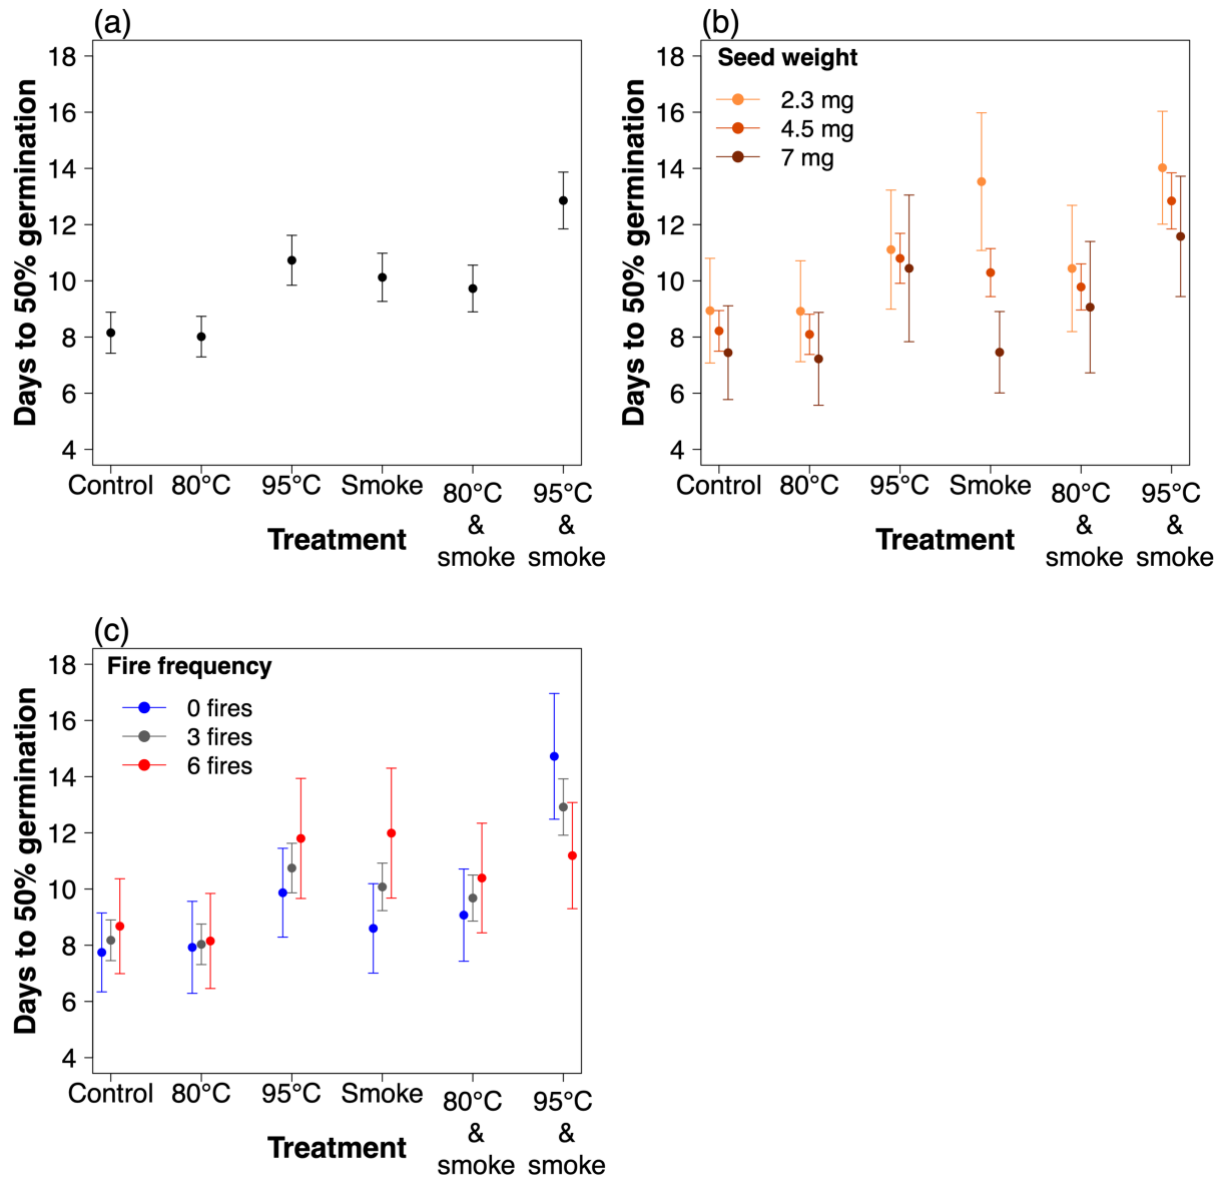 (a)
18
16
14
12
10
8
6
4
Days to 50% germination
Control 80°C 95°C Smoke 80°C & smoke 95°C & smoke
Treatment
(b)
Seed weight
2.3 mg
4.5 mg
7 mg
18
16
14
12
10
8
6
4
Days to 50% germination
Control 80°C 95°C Smoke 80°C & smoke 95°C & smoke
Treatment
(c)
Fire frequency
0 fires
3 fires
6 fires
18
16
14
12
10
8
6
4
Days to 50% germination
Control 80°C 95°C Smoke 80°C & smoke 95°C & smoke
Treatment